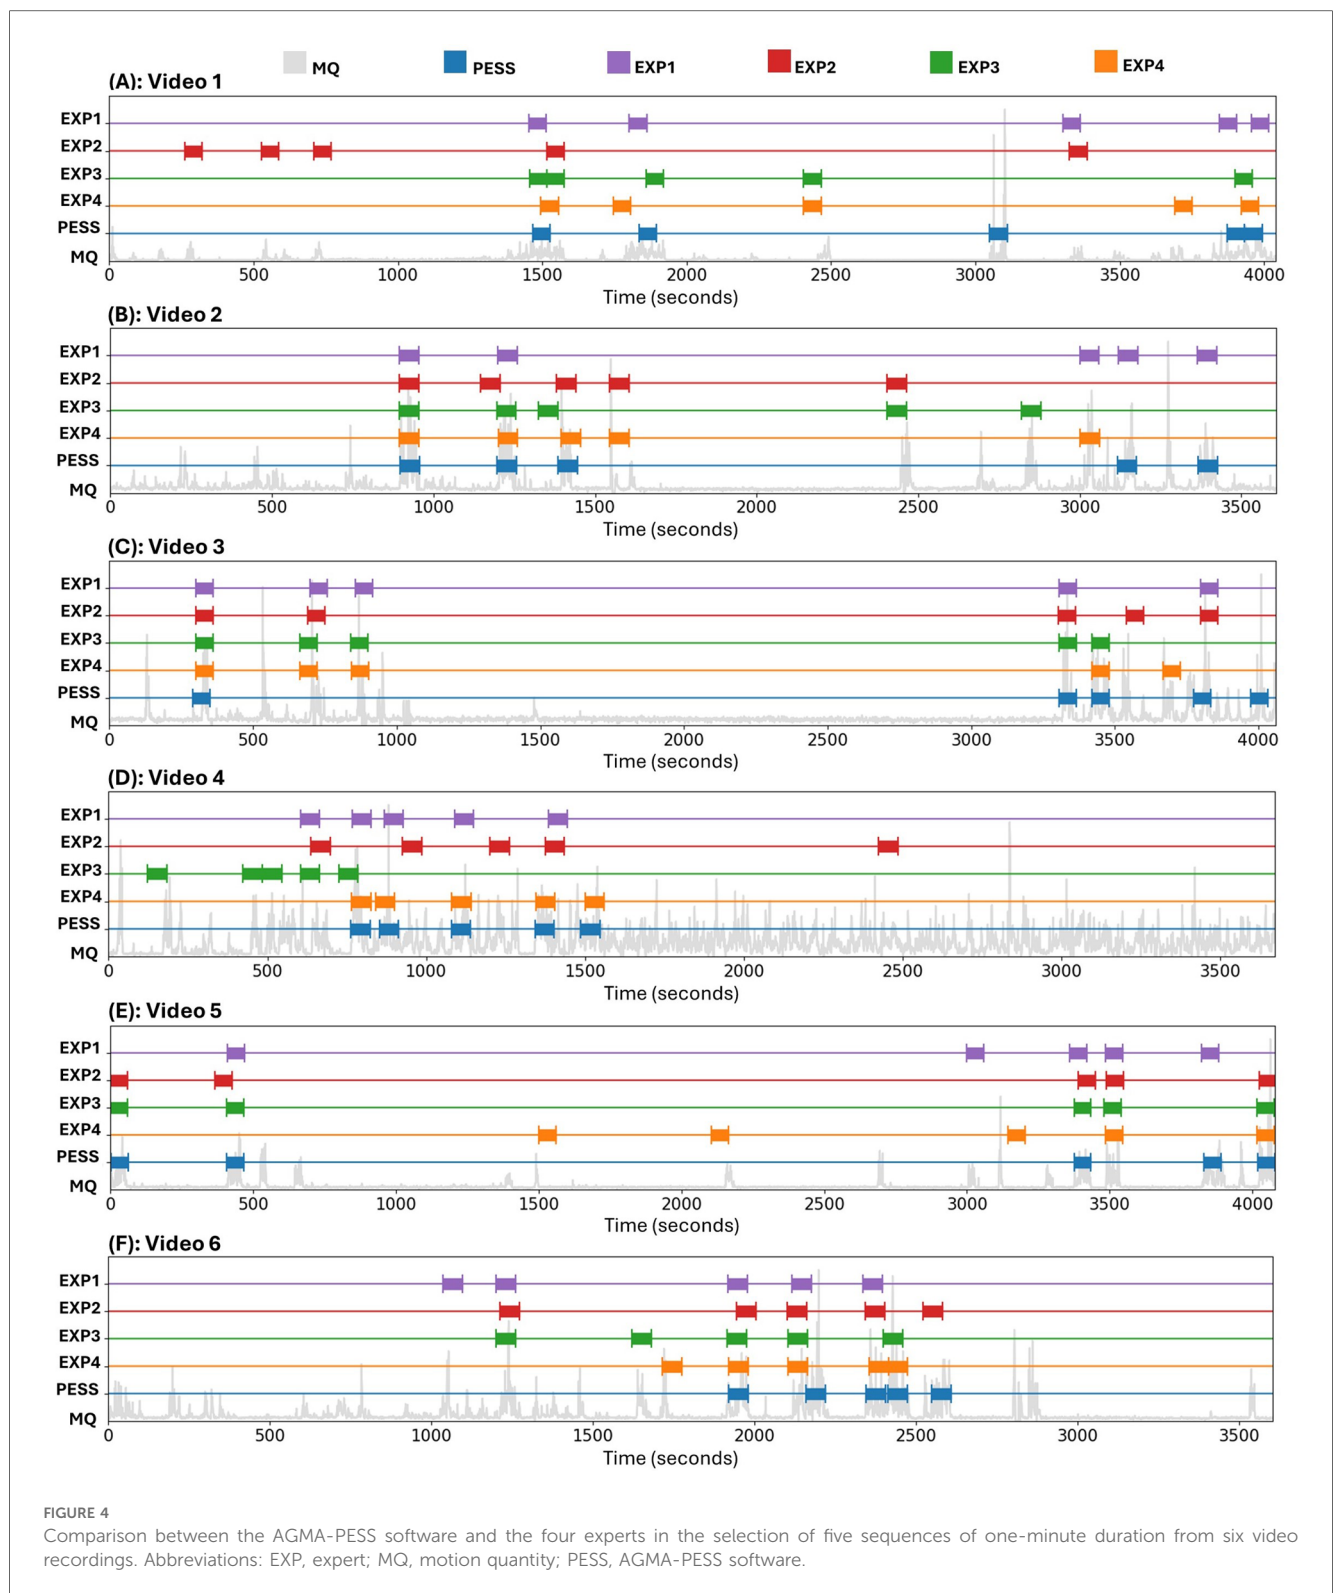 MQ PESS EXP1 EXP2 EXP3 EXP4
(A): Video 1
EXP1
EXP2
EXP3
EXP4
PESS
MQ
0 500 1000 1500 2000 2500 3000 3500 4000
Time (seconds)
(B): Video 2
EXP1
EXP2
EXP3
EXP4
PESS
MQ
0 500 1000 1500 2000 2500 3000 3500
Time (seconds)
(C): Video 3
EXP1
EXP2
EXP3
EXP4
PESS
MQ
0 500 1000 1500 2000 2500 3000 3500 4000
Time (seconds)
(D): Video 4
EXP1
EXP2
EXP3
EXP4
PESS
MQ
0 500 1000 1500 2000 2500 3000 3500
Time (seconds)
(E): Video 5
EXP1
EXP2
EXP3
EXP4
PESS
MQ
0 500 1000 1500 2000 2500 3000 3500 4000
Time (seconds)
(F): Video 6
EXP1
EXP2
EXP3
EXP4
PESS
MQ
0 500 1000 1500 2000 2500 3000 3500
Time (seconds)
FIGURE 4
Comparison between the AGMA-PESS software and the four experts in the selection of five sequences of one-minute duration from six video
recordings. Abbreviations: EXP, expert; MQ, motion quantity; PESS, AGMA-PESS software.